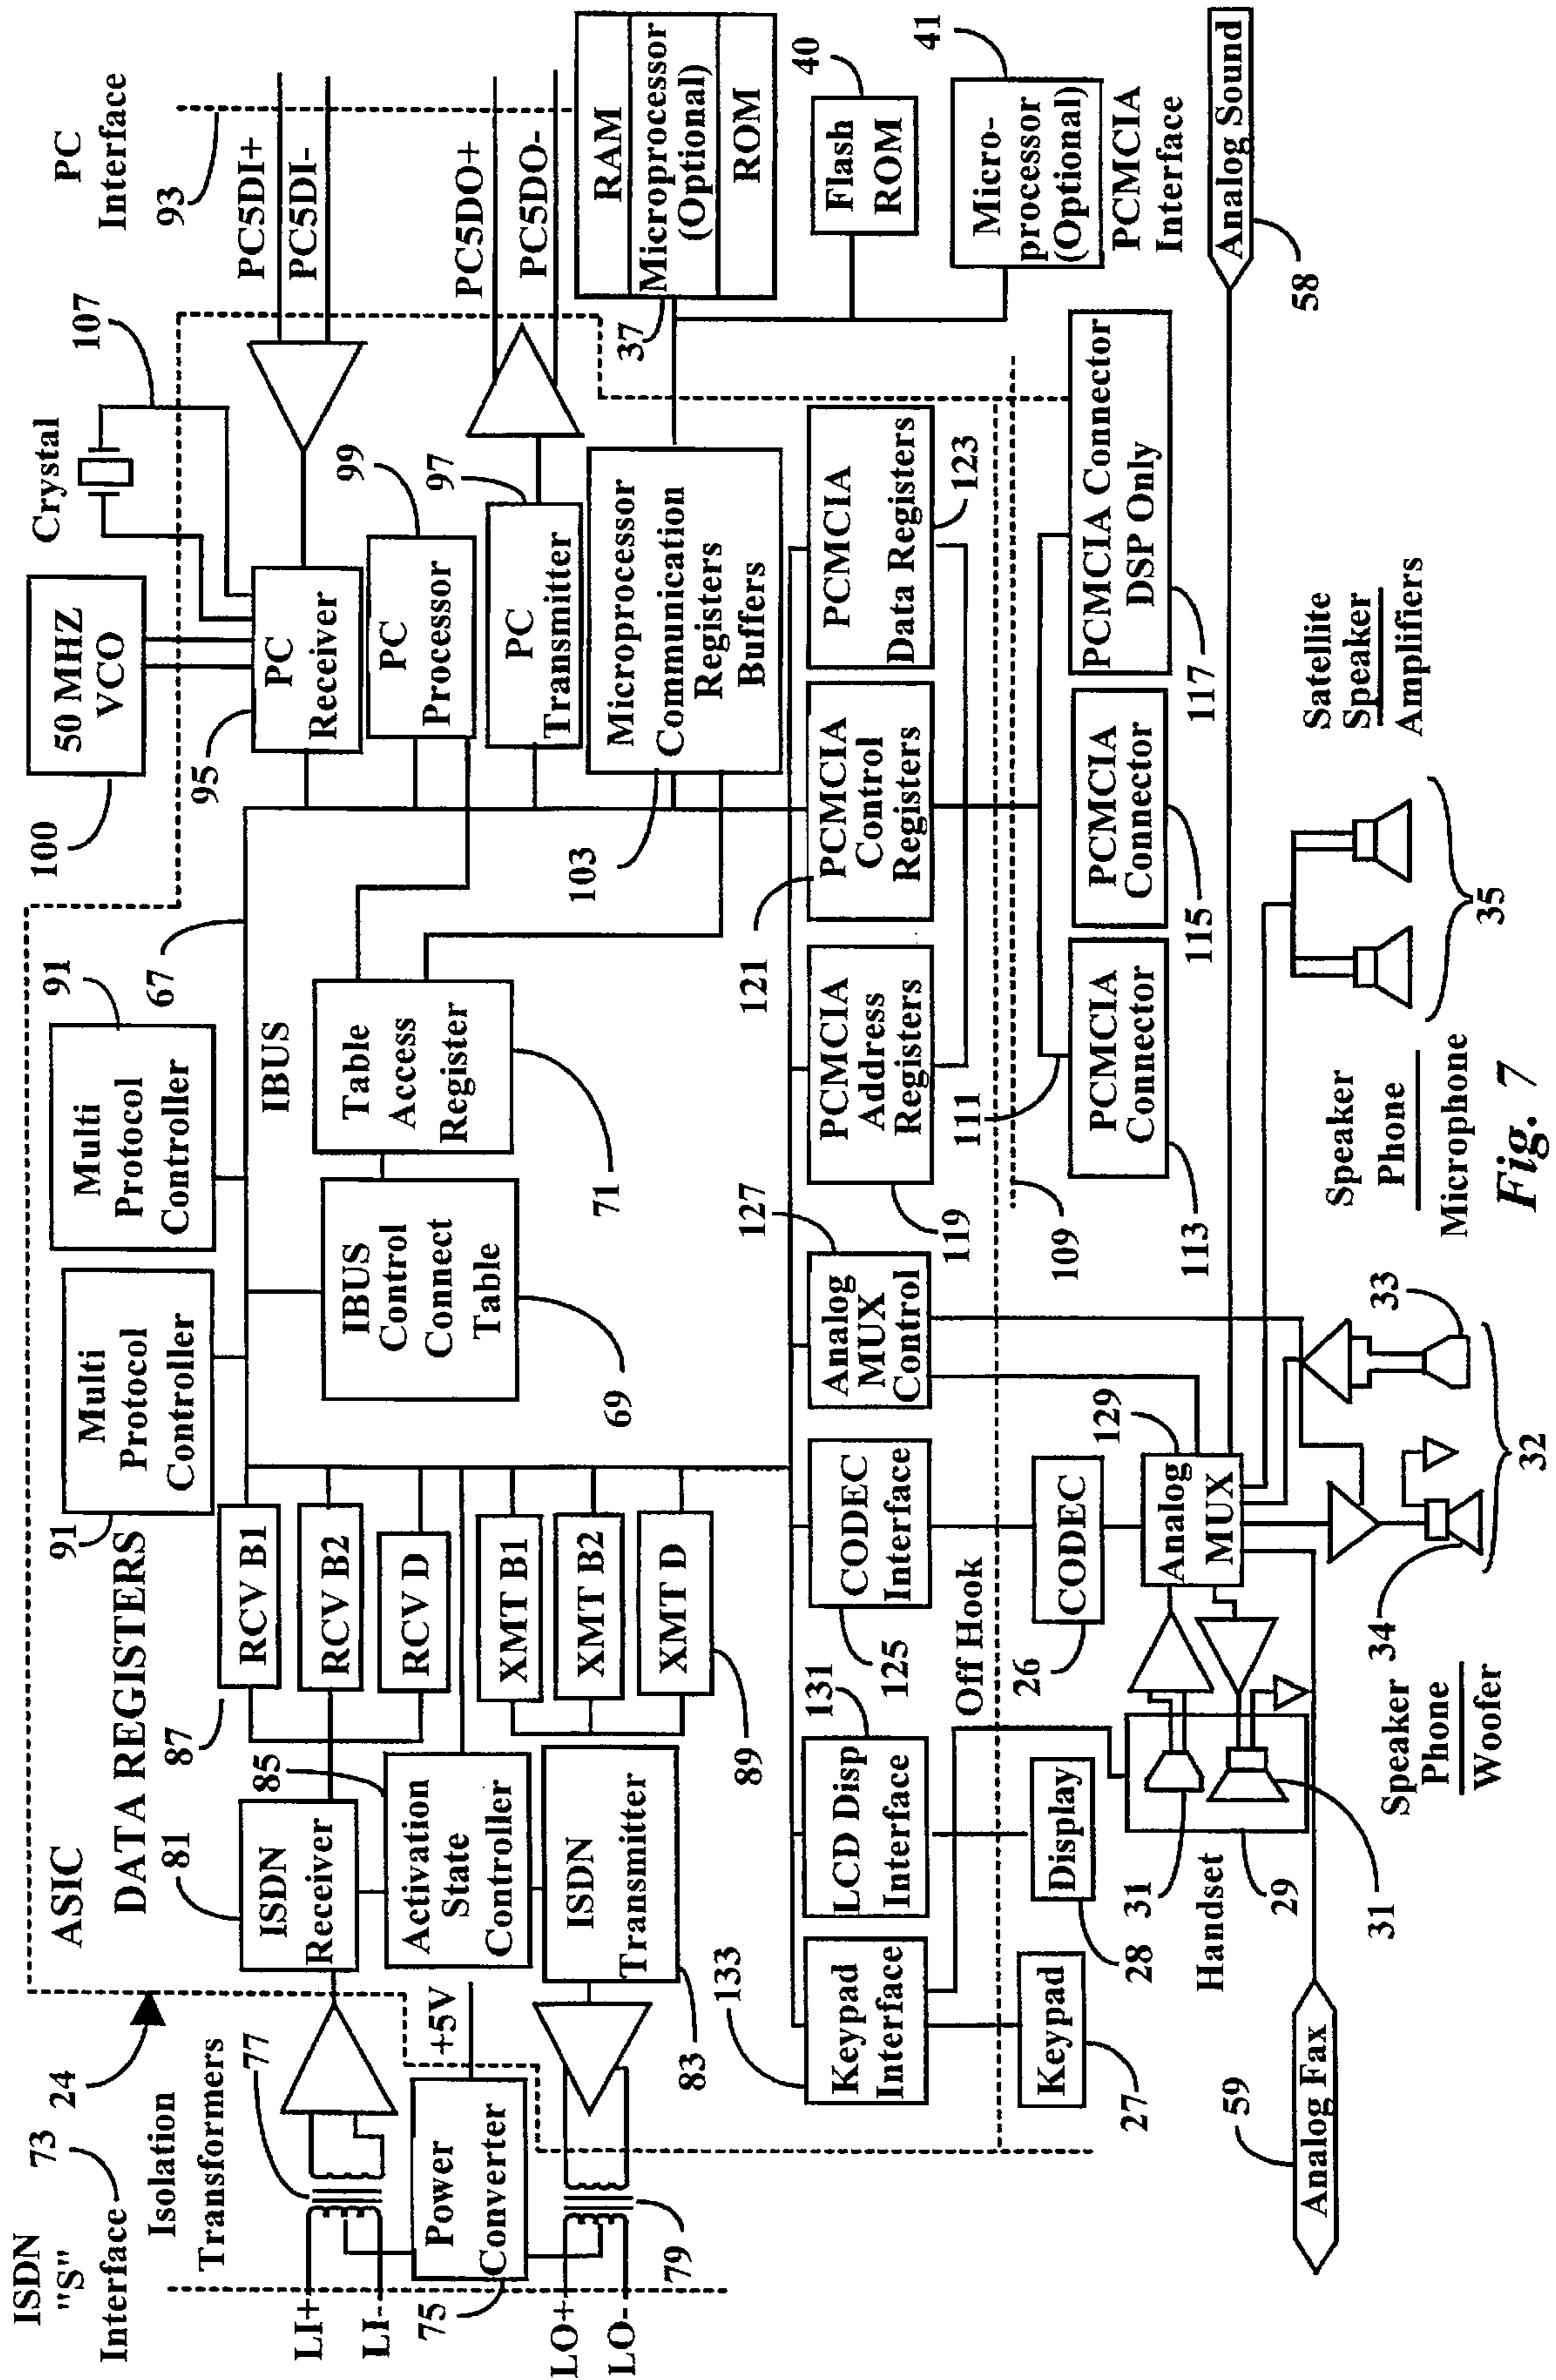 ISDN
"S"
Interface
73
24
Isolation
Transformers
77
LI+
LI-
75
Power
Converter
+5V
LO+
LO-
79
83
ASIC
DATA REGISTERS
81
ISDN
Receiver
85
Activation
State
Controller
ISDN
Transmitter
87
RCV B1
RCV B2
RCV D
XMT B1
XMT B2
XMT D
89
91
Multi
Protocol
Controller
Multi
Protocol
Controller
91
67
IBUS
IBUS
Control
Connect
Table
69
Table
Access
Register
71
100
50 MHZ
VCO
Crystal
107
95
PC
Receiver
PC
Processor
99
PC
Transmitter
97
103
Microprocessor
Communication
Registers
Buffers
PC
Interface
93
PC5DI+
PC5DI-
PC5DO+
PC5DO-
RAM
Microprocessor
(Optional)
ROM
37
Flash
ROM
40
Micro-
processor
(Optional)
41
PCMCIA
Interface
133
Keypad
Interface
131
LCD Disp
Interface
125
CODEC
Interface
127
Analog
MUX
Control
119
PCMCIA
Address
Registers
121
PCMCIA
Control
Registers
PCMCIA
Data Registers
123
Off Hook
109
111
Keypad
27
Display
28
26
CODEC
113
PCMCIA
Connector
115
PCMCIA
Connector
117
PCMCIA Connector
DSP Only
Handset
31
29
31
129
Analog
MUX
59
Analog Fax
58
Analog Sound
Speaker
Phone
Woofer
34
32
33
Speaker
Phone
Microphone
35
Satellite
Speaker
Amplifiers
Fig. 7